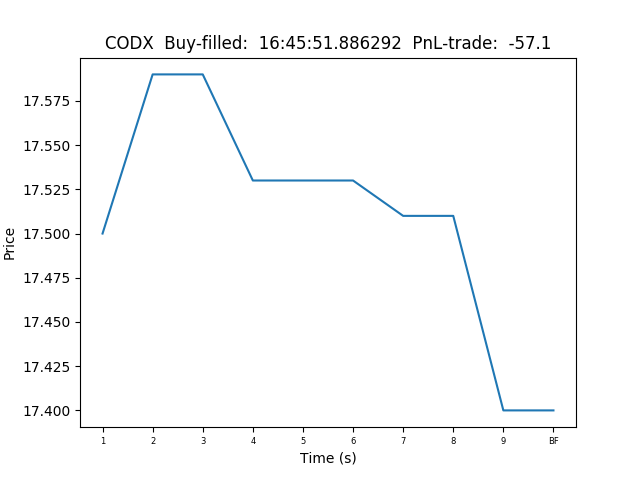 CODX  Buy-filled:  16:45:51.886292  PnL-trade:  -57.1
17.575
17.550
17.525
17.500
17.475
17.450
17.425
17.400
Price
1 2 3 4 5 6 7 8 9 BF
Time (s)